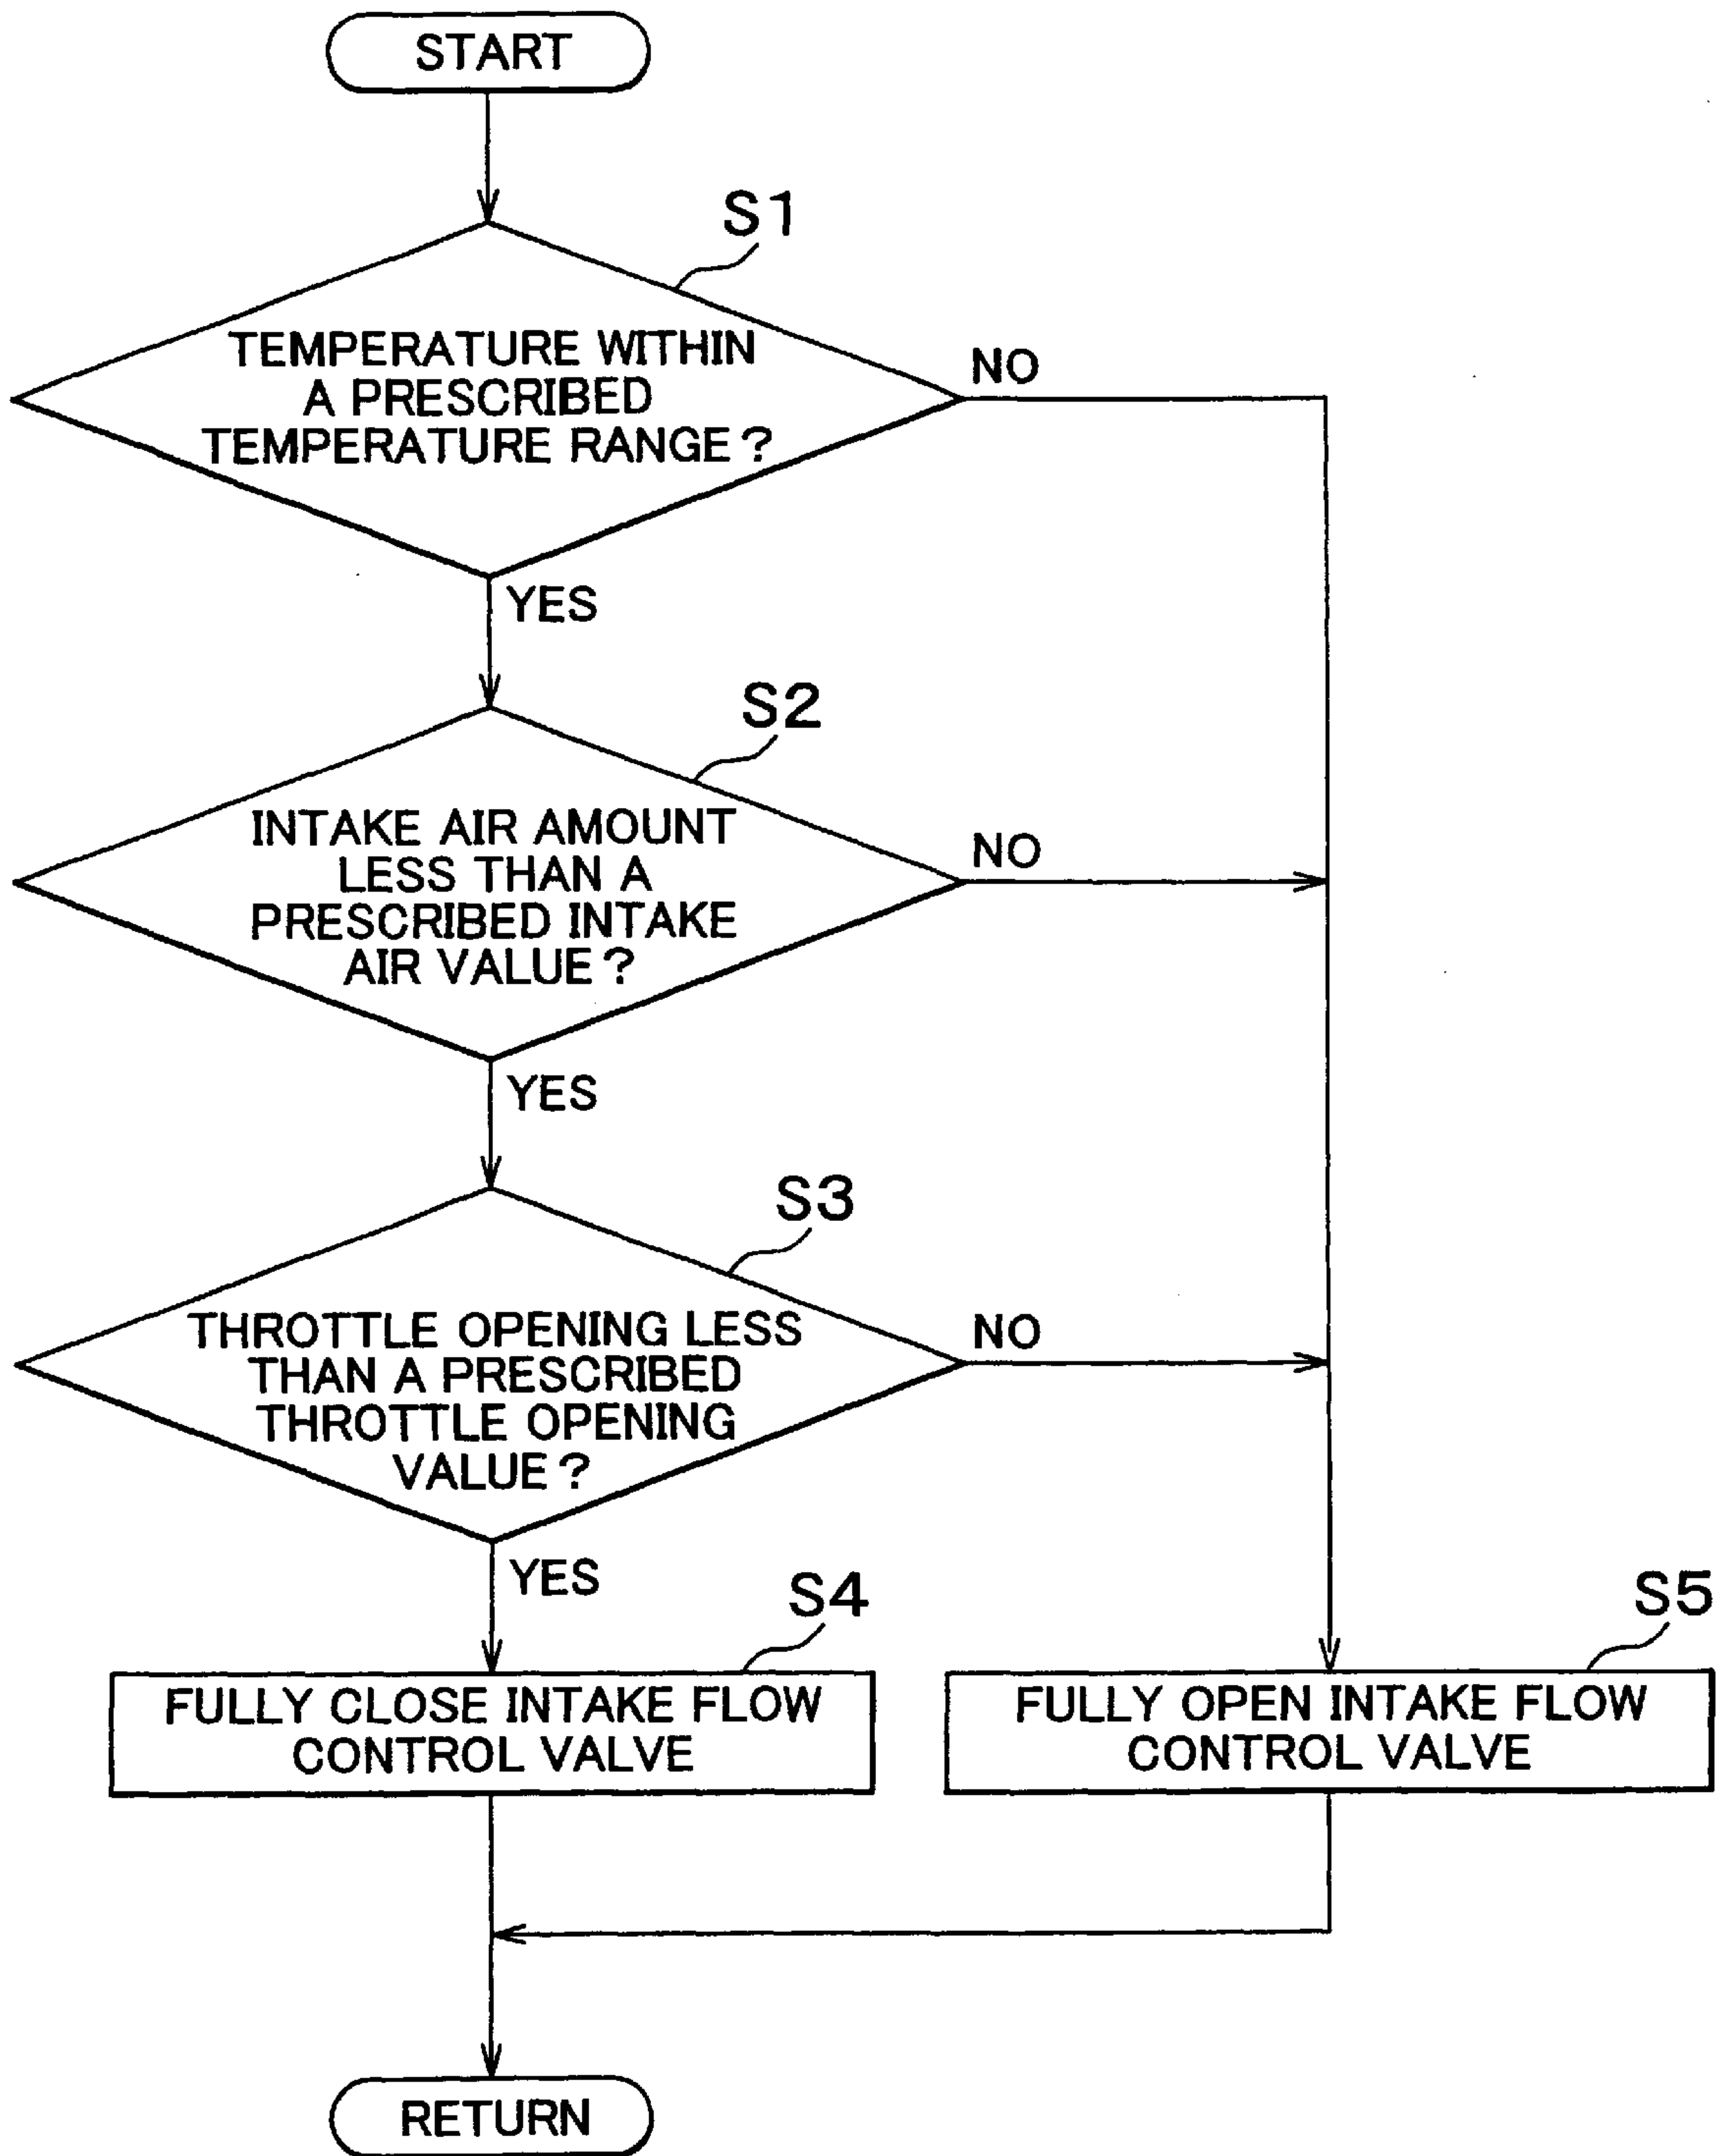 START
S1
TEMPERATURE WITHIN
A PRESCRIBED
TEMPERATURE RANGE?
NO
YES
S2
INTAKE AIR AMOUNT
LESS THAN A
PRESCRIBED INTAKE
AIR VALUE?
NO
YES
S3
THROTTLE OPENING LESS
THAN A PRESCRIBED
THROTTLE OPENING
VALUE?
NO
YES
S4
FULLY CLOSE INTAKE FLOW
CONTROL VALVE
S5
FULLY OPEN INTAKE FLOW
CONTROL VALVE
RETURN